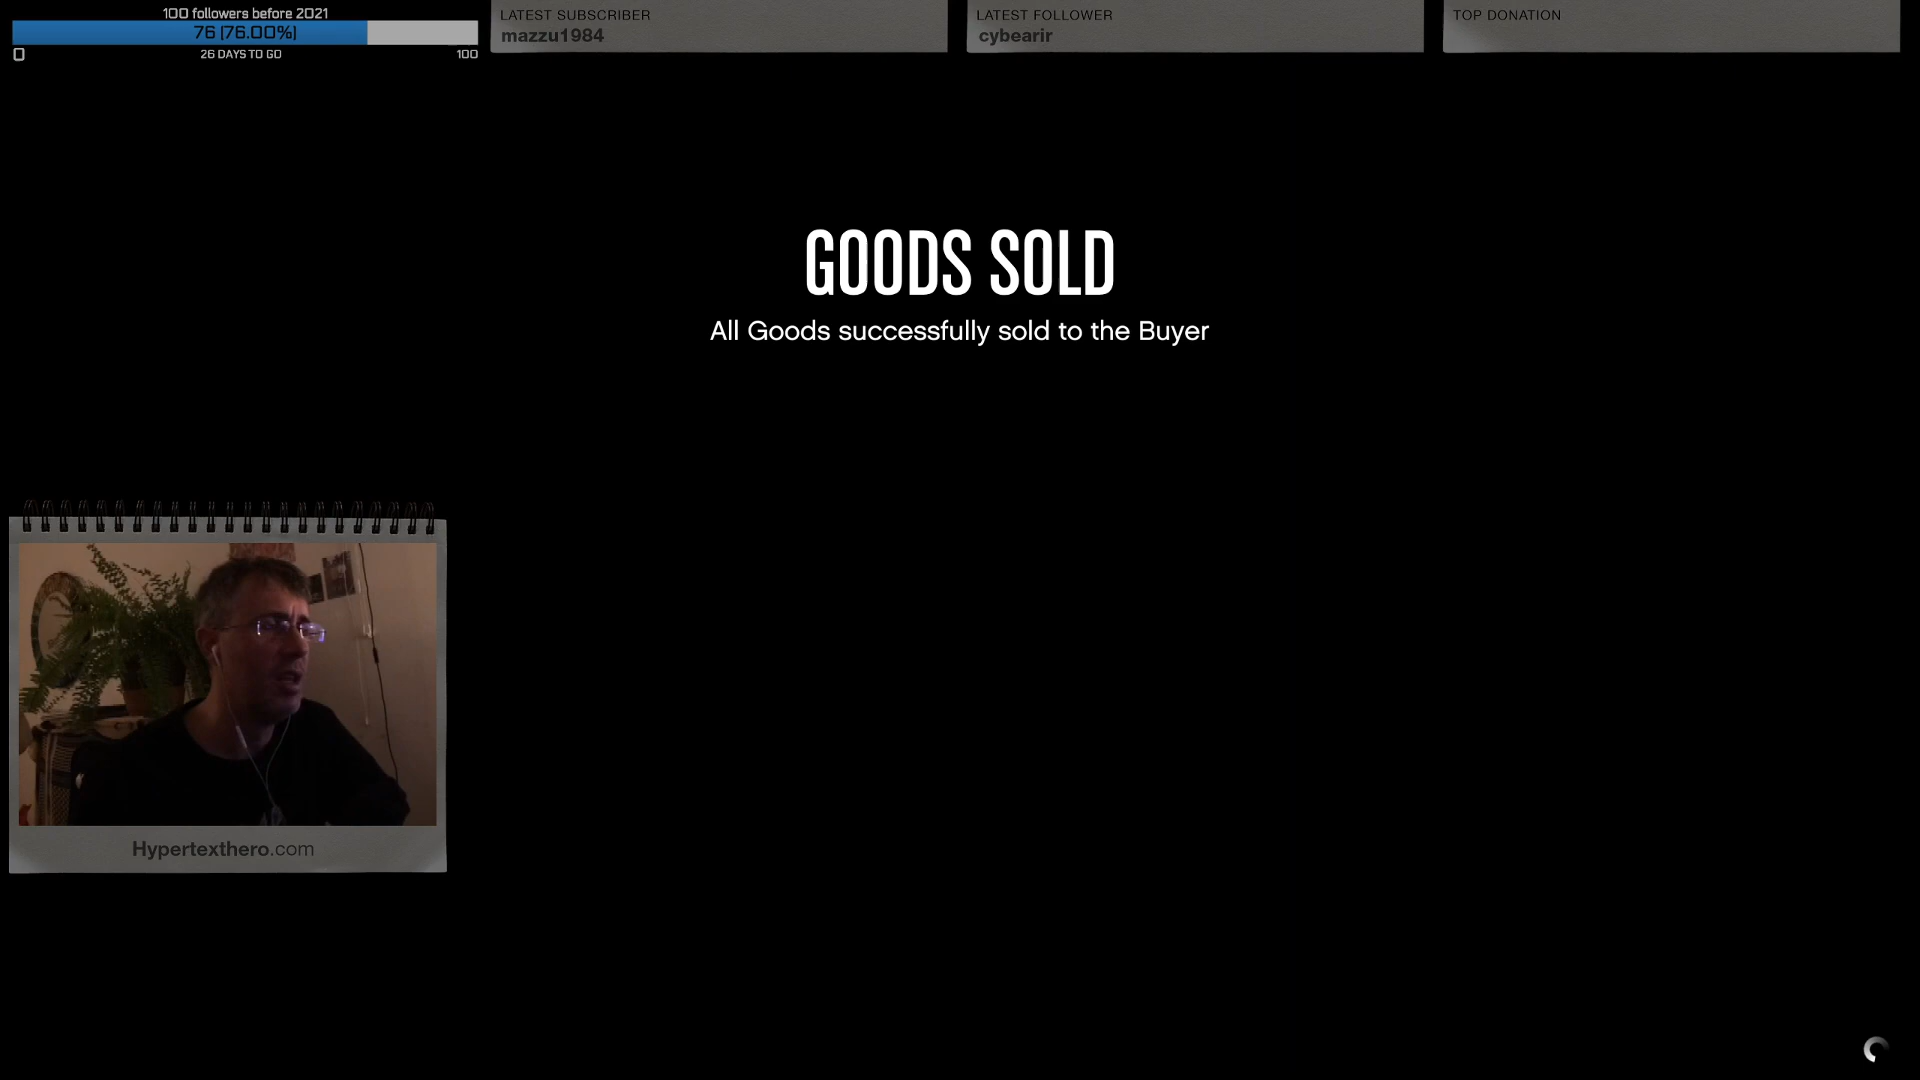 100 followers before 2021
76 (76.00%)
0
26 DAYS TO GO
100
LATEST SUBSCRIBER
mazzu1984
LATEST FOLLOWER
cybearir
TOP DONATION
GOODS SOLD
All Goods successfully sold to the Buyer
Hypertexthero.com